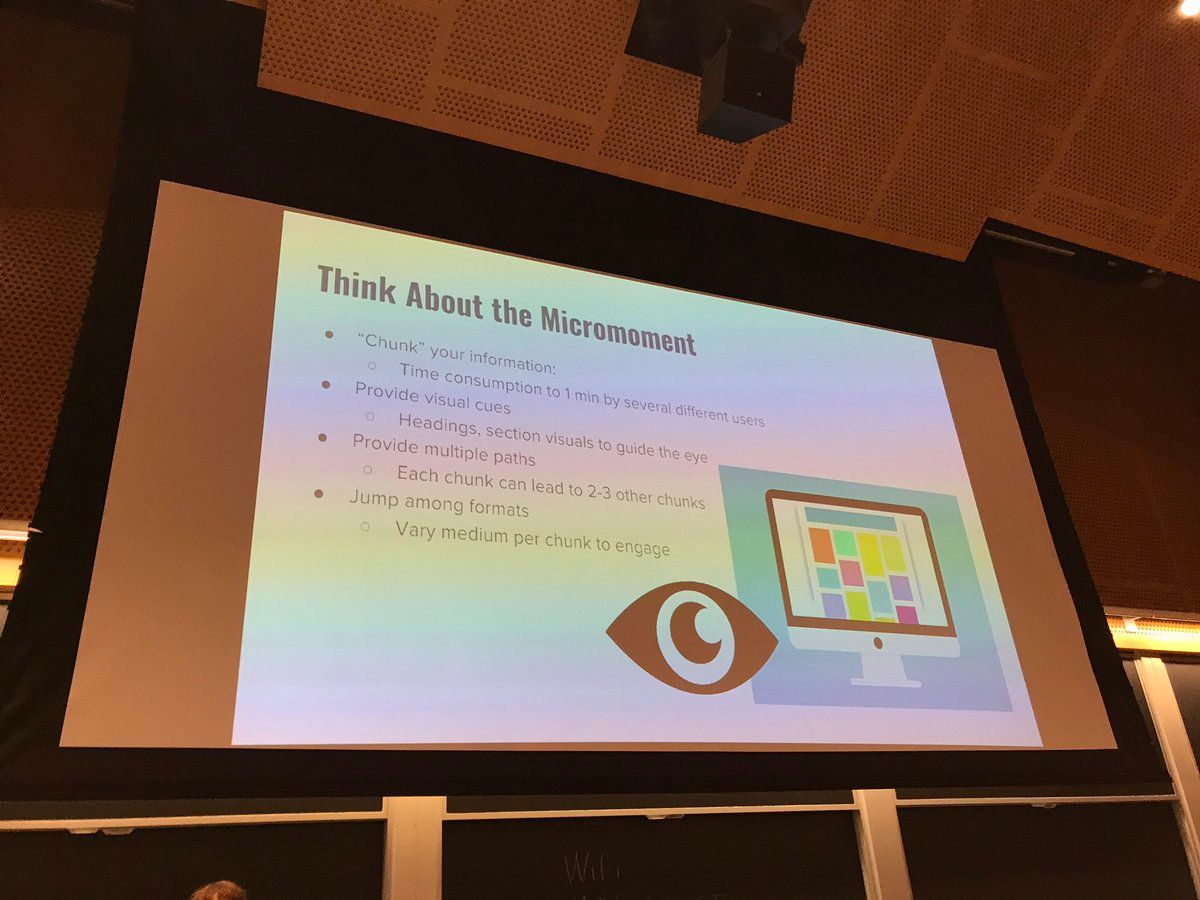 Think About the Micromoment
● “Chunk” your information:
○ Time consumption to 1 min by several different users
● Provide visual cues
○ Headings, section visuals to guide the eye
● Provide multiple paths
○ Each chunk can lead to 2-3 other chunks
● Jump among formats
○ Vary medium per chunk to engage
Wifi